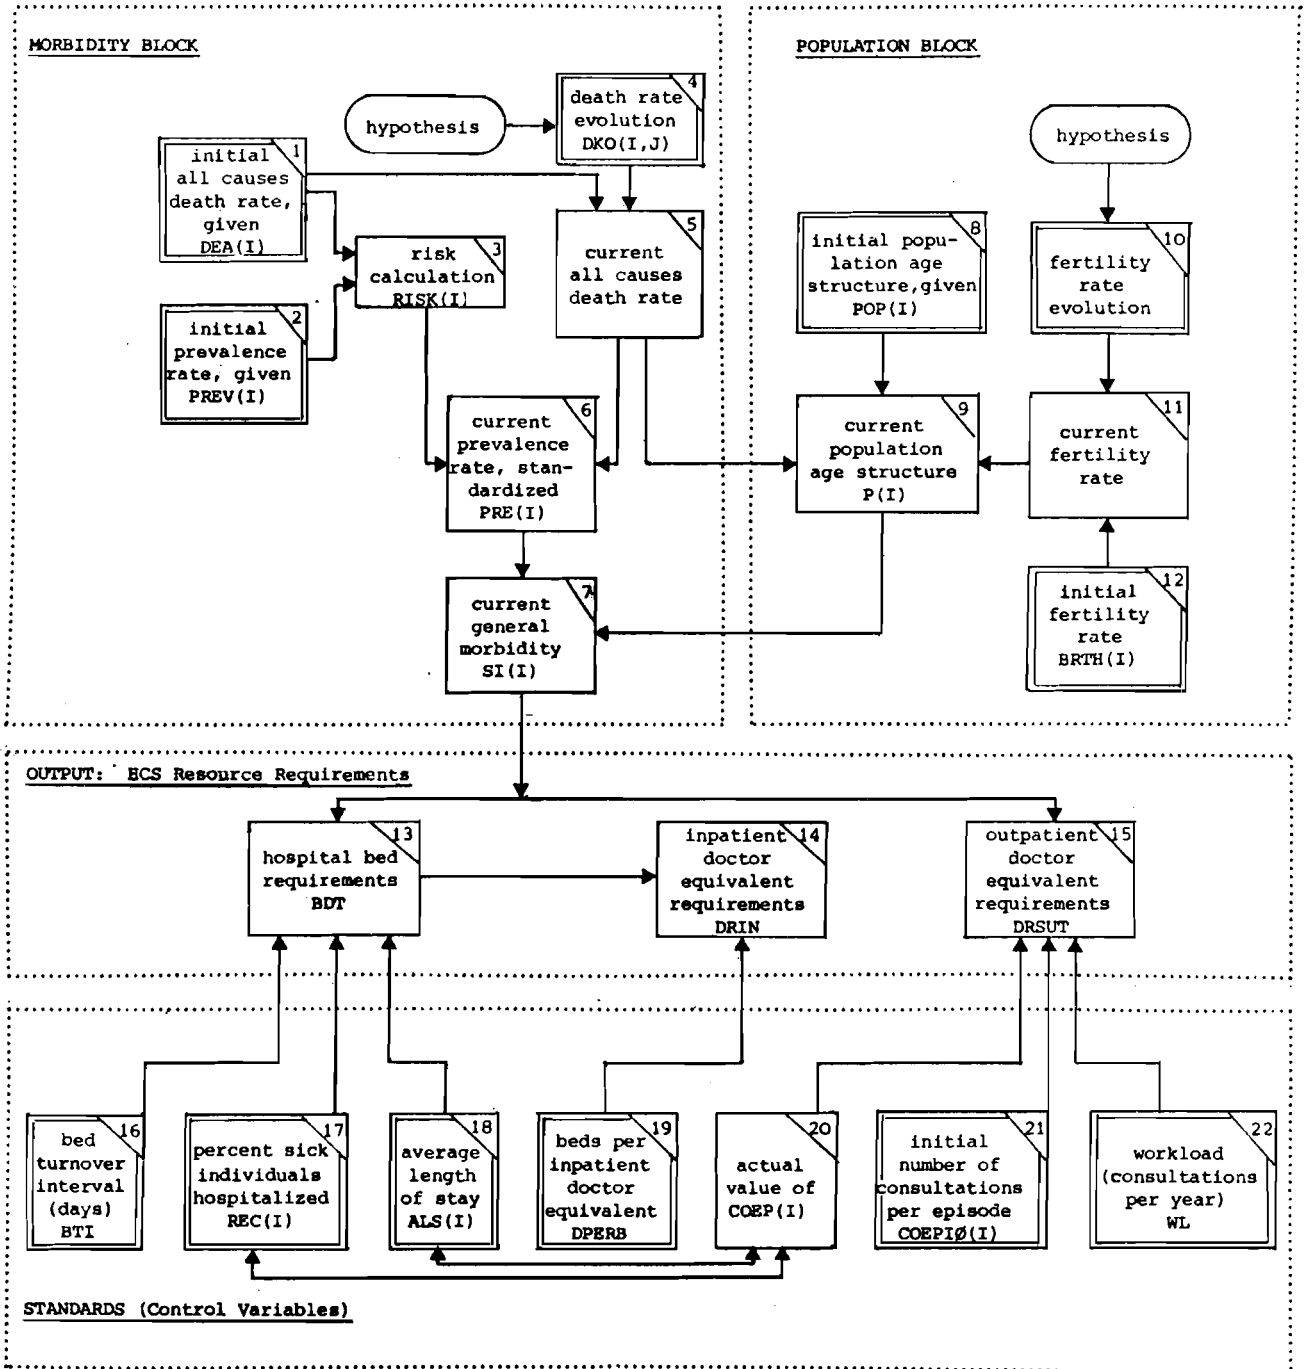 MORBIDITY BLOCK
POPULATION BLOCK
hypothesis
4
death rate
evolution
DKO(I,J)
hypothesis
1
initial
all causes
death rate,
given
DEA(I)
3
risk
calculation
RISK(I)
5
current
all causes
death rate
8
initial popu-
lation age
structure,given
POP(I)
10
fertility
rate
evolution
2
initial
prevalence
rate, given
PREV(I)
6
current
prevalence
rate, stan-
dardized
PRE(I)
9
current
population
age structure
P(I)
11
current
fertility
rate
7
current
general
morbidity
SI(I)
12
initial
fertility
rate
BRTH(I)
OUTPUT: ECS Resource Requirements
13
hospital bed
requirements
BDT
inpatient 14
doctor
equivalent
requirements
DRIN
outpatient 15
doctor
equivalent
requirements
DRSUT
16
bed
turnover
interval
(days)
BTI
17
percent sick
individuals
hospitalized
REC(I)
18
average
length
of stay
ALS(I)
19
beds per
inpatient
doctor
equivalent
DPERB
20
actual
value of
COEP(I)
21
initial
number of
consultations
per episode
COEPIØ(I)
22
workload
(consultations
per year)
WL
STANDARDS (Control Variables)